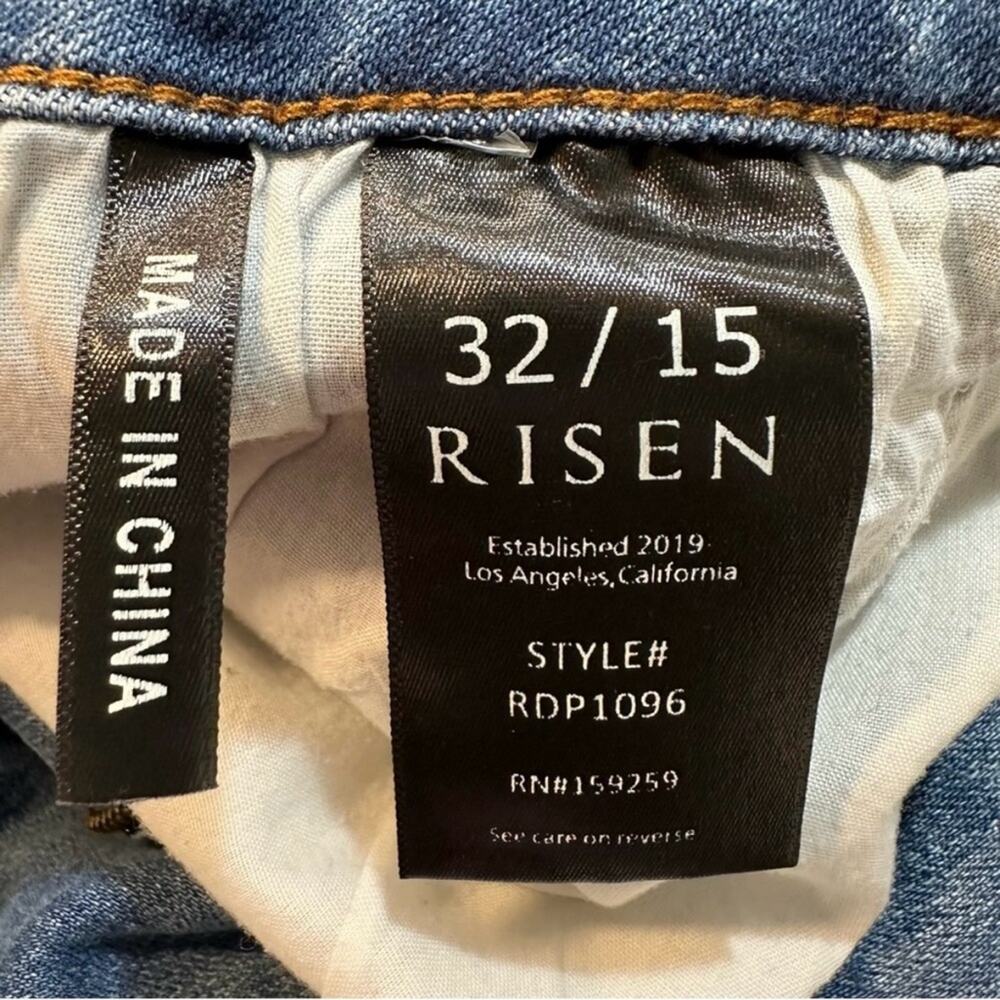 MADE IN CHINA
32 / 15
RISEN
Established 2019
Los Angeles, California
STYLE#
RDP1096
RN#159259
See care on reverse